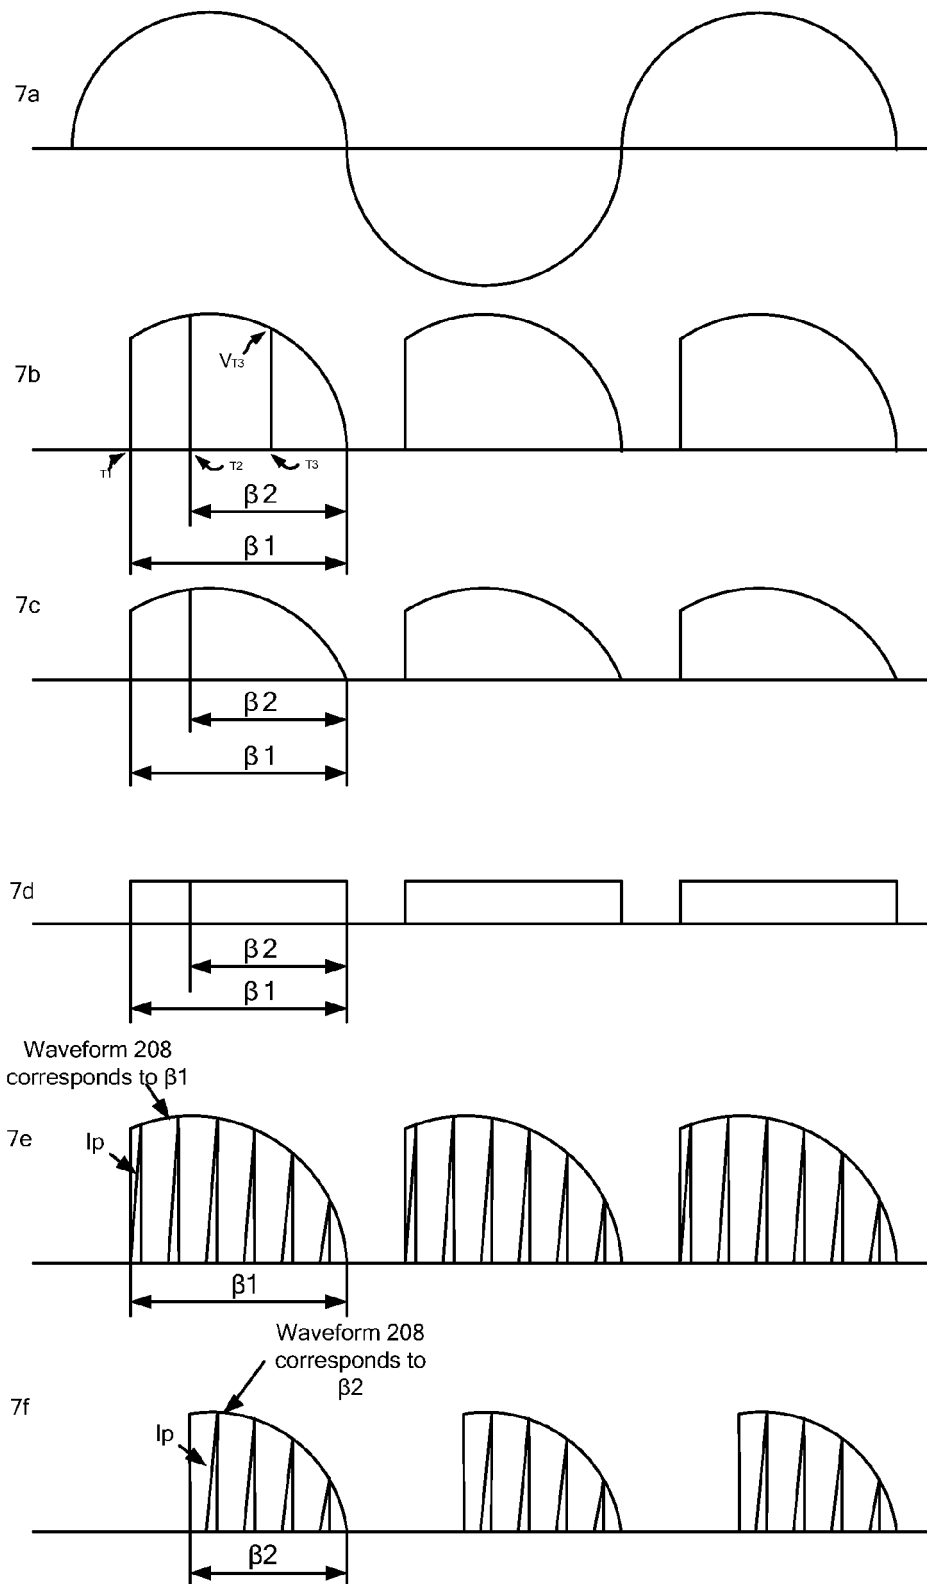 7a
7b
VT3
T1
T2
T3
β2
β1
7c
β2
β1
7d
β2
β1
Waveform 208
corresponds to β1
7e
Ip
β1
Waveform 208
corresponds to
β2
7f
Ip
β2